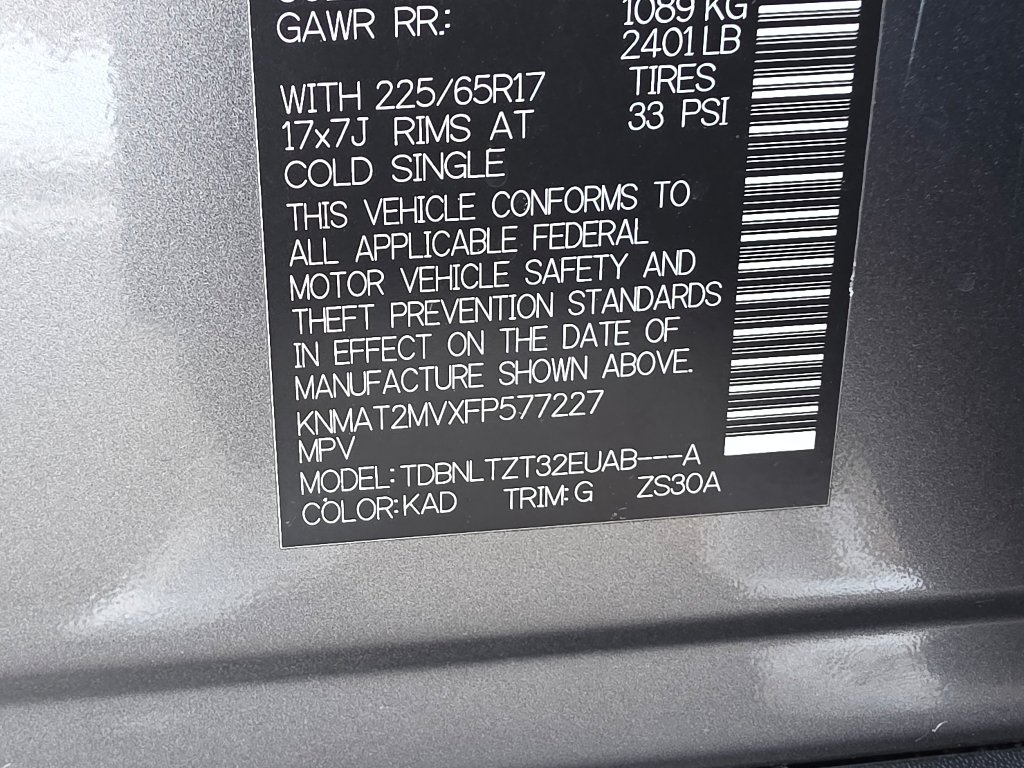 GAWR RR.: 1089 KG
2401 LB
WITH 225/65R17 TIRES
17x7J RIMS AT 33 PSI
COLD SINGLE
THIS VEHICLE CONFORMS TO
ALL APPLICABLE FEDERAL
MOTOR VEHICLE SAFETY AND
THEFT PREVENTION STANDARDS
IN EFFECT ON THE DATE OF
MANUFACTURE SHOWN ABOVE.
KNMAT2MVXFP577227
MPV
MODEL: TDBNLTZT32EUAB---A
COLOR: KAD TRIM: G ZS30A